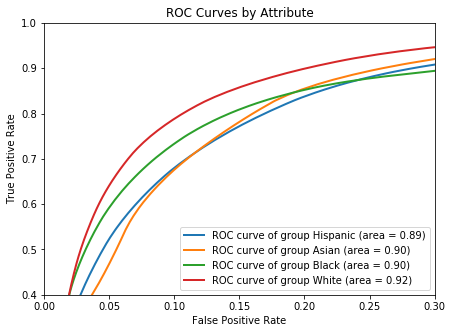 ROC Curves by Attribute
True Positive Rate
1.0
0.9
0.8
0.7
0.6
0.5
0.4
ROC curve of group Hispanic (area = 0.89)
ROC curve of group Asian (area = 0.90)
ROC curve of group Black (area = 0.90)
ROC curve of group White (area = 0.92)
0.00 0.05 0.10 0.15 0.20 0.25 0.30
False Positive Rate